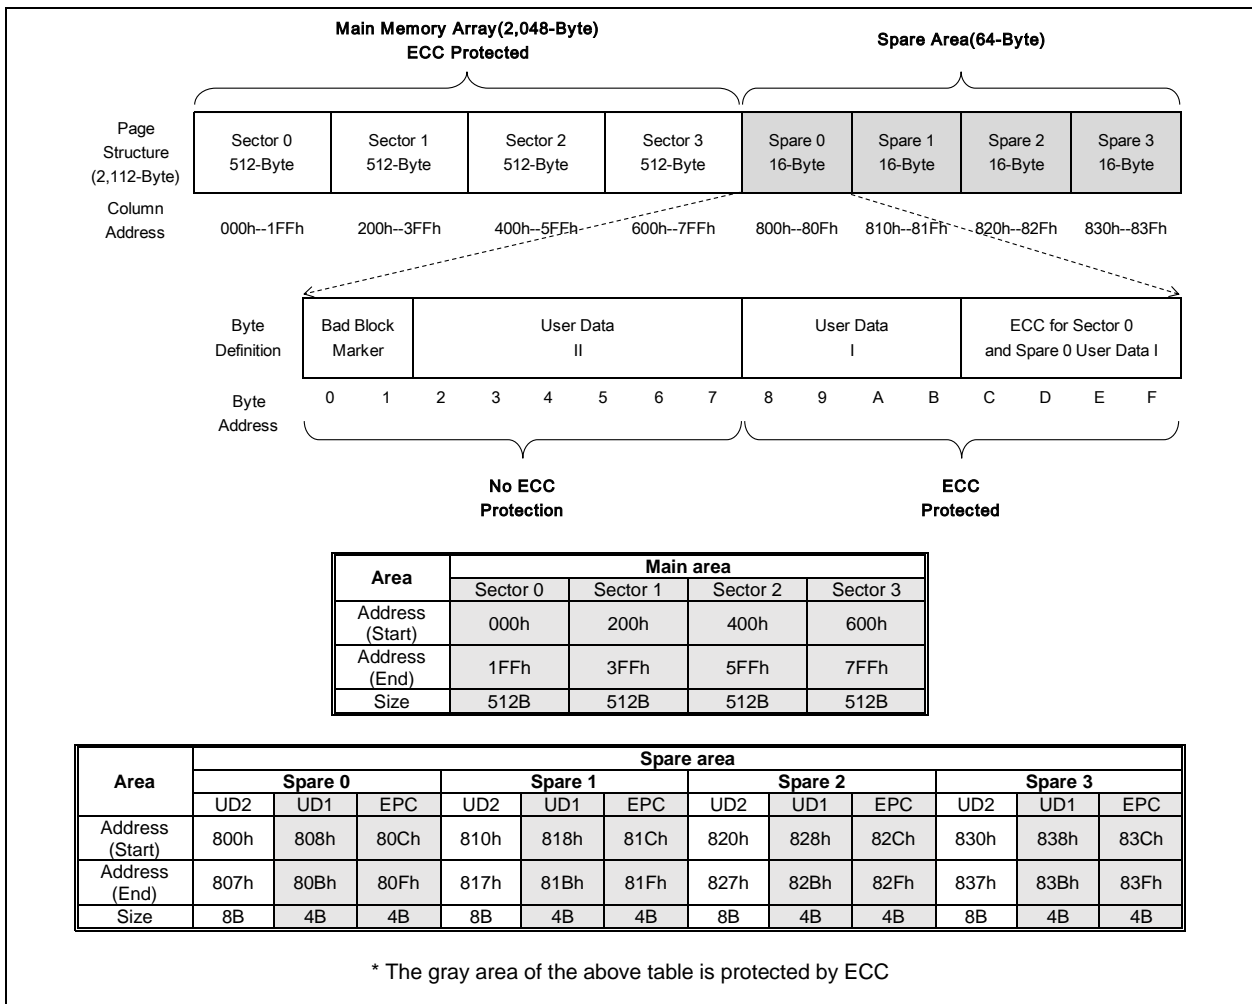 Main Memory Array(2,048-Byte)
ECC Protected
Spare Area(64-Byte)
Page
Structure
(2,112-Byte)
Sector 0
512-Byte
Sector 1
512-Byte
Sector 2
512-Byte
Sector 3
512-Byte
Spare 0
16-Byte
Spare 1
16-Byte
Spare 2
16-Byte
Spare 3
16-Byte
Column
Address
000h--1FFh 200h--3FFh 400h--5FFh 600h--7FFh 800h--80Fh 810h--81Fh 820h--82Fh 830h--83Fh
Byte
Definition
Bad Block
Marker
User Data
II
User Data
I
ECC for Sector 0
and Spare 0 User Data I
Byte
Address
0 1 2 3 4 5 6 7 8 9 A B C D E F
No ECC
Protection
ECC
Protected
Area Main area
Sector 0 Sector 1 Sector 2 Sector 3
Address
(Start)
000h 200h 400h 600h
Address
(End)
1FFh 3FFh 5FFh 7FFh
Size 512B 512B 512B 512B
Area Spare area
Spare 0 Spare 1 Spare 2 Spare 3
UD2 UD1 EPC UD2 UD1 EPC UD2 UD1 EPC UD2 UD1 EPC
Address
(Start)
800h 808h 80Ch 810h 818h 81Ch 820h 828h 82Ch 830h 838h 83Ch
Address
(End)
807h 80Bh 80Fh 817h 81Bh 81Fh 827h 82Bh 82Fh 837h 83Bh 83Fh
Size 8B 4B 4B 8B 4B 4B 8B 4B 4B 8B 4B 4B
* The gray area of the above table is protected by ECC